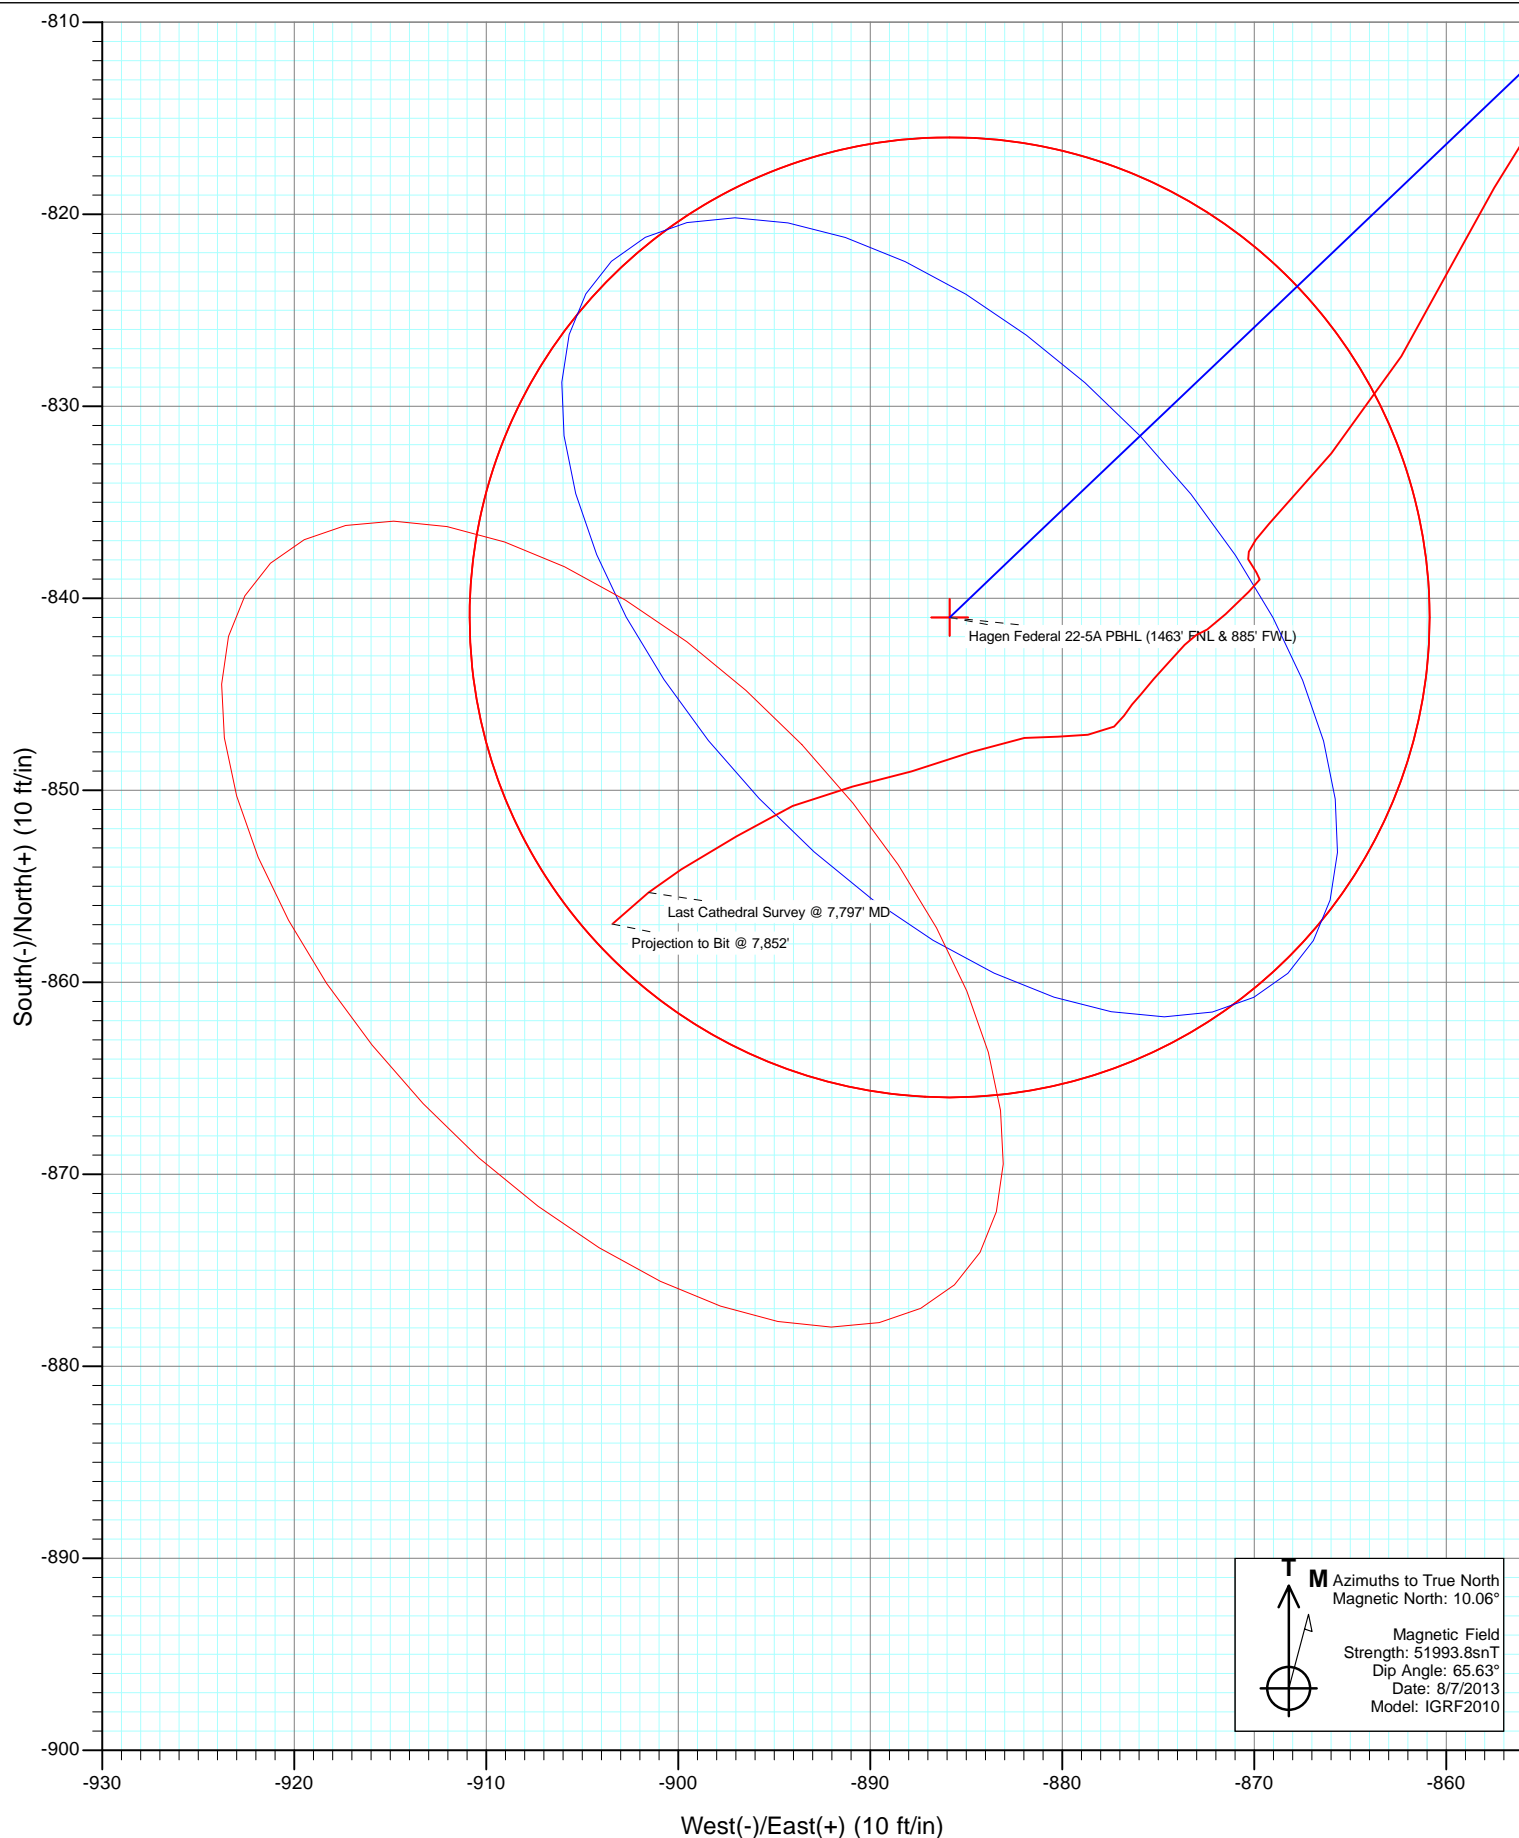 -810
-820
-830
-840
-850
-860
-870
-880
-890
-900
South(-)/North(+) (10 ft/in)
Hagen Federal 22-5A PBHL (1463' FNL & 885' FWL)
Last Cathedral Survey @ 7,797' MD
Projection to Bit @ 7,852'
T
M
Azimuths to True North
Magnetic North: 10.06°
Magnetic Field
Strength: 51993.8snT
Dip Angle: 65.63°
Date: 8/7/2013
Model: IGRF2010
-930 -920 -910 -900 -890 -880 -870 -860
West(-)/East(+) (10 ft/in)